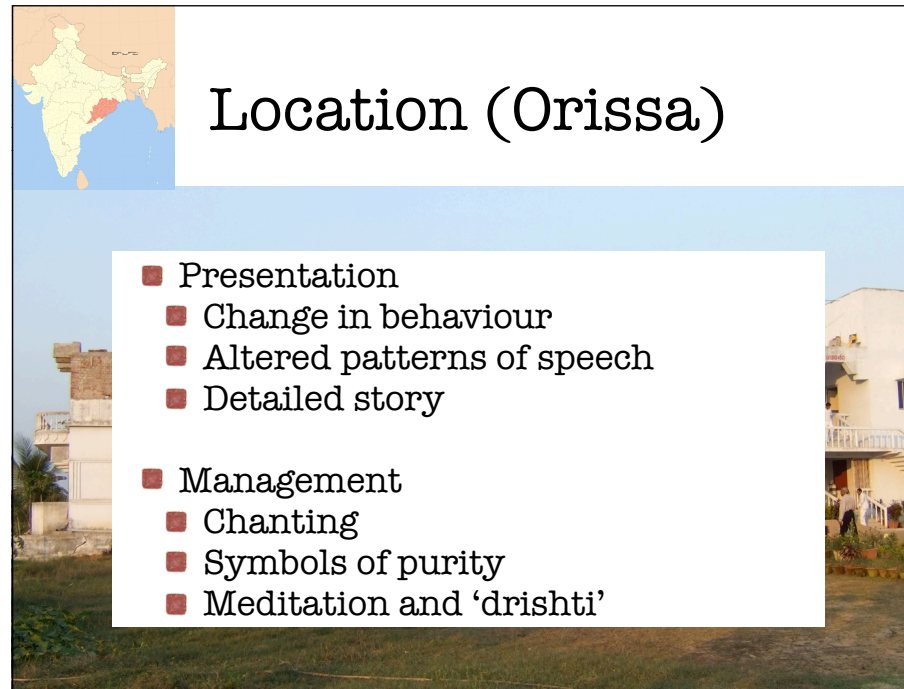 Location (Orissa)
Presentation
Change in behaviour
Altered patterns of speech
Detailed story
Management
Chanting
Symbols of purity
Meditation and ‘drishti’